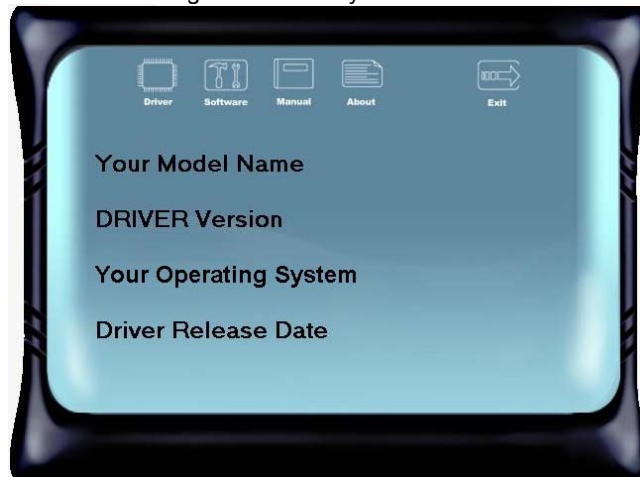 Driver Software Manual About Exit
Your Model Name
DRIVER Version
Your Operating System
Driver Release Date